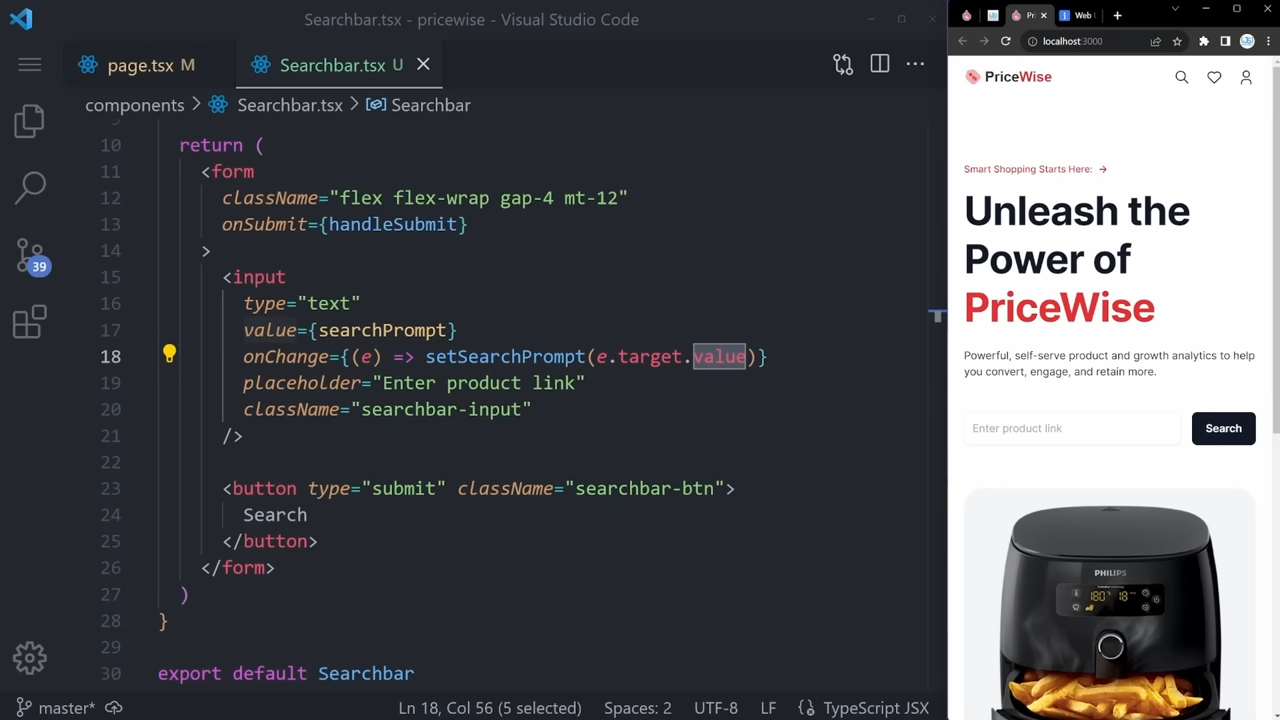 Searchbar.tsx - pricewise - Visual Studio Code
page.tsx M
Searchbar.tsx U
components > Searchbar.tsx > Searchbar
10 return (
11 <form
12 className="flex flex-wrap gap-4 mt-12"
13 onSubmit={handleSubmit}
14 >
15 <input
16 type="text"
17 value={searchPrompt}
18 onChange={(e) => setSearchPrompt(e.target.value)}
19 placeholder="Enter product link"
20 className="searchbar-input"
21 />
22
23 <button type="submit" className="searchbar-btn">
24 Search
25 </button>
26 </form>
27 )
28 }
29
30 export default Searchbar
39
master*
Ln 18, Col 56 (5 selected)
Spaces: 2
UTF-8
LF
TypeScript JSX
Pri
Web
localhost:3000
PriceWise
Smart Shopping Starts Here:
Unleash the
Power of
PriceWise
Powerful, self-serve product and growth analytics to help
you convert, engage, and retain more.
Enter product link
Search
PHILIPS
180 18